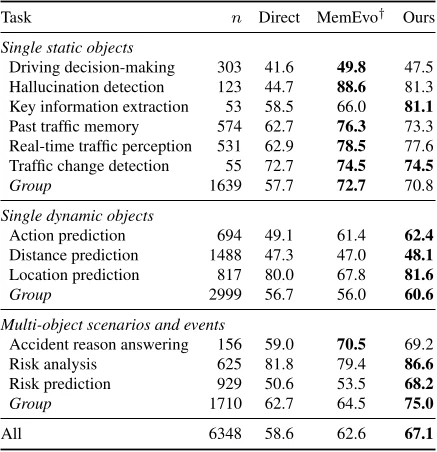 Task n Direct MemEvo† Ours
Single static objects
Driving decision-making 303 41.6 49.8 47.5
Hallucination detection 123 44.7 88.6 81.3
Key information extraction 53 58.5 66.0 81.1
Past traffic memory 574 62.7 76.3 73.3
Real-time traffic perception 531 62.9 78.5 77.6
Traffic change detection 55 72.7 74.5 74.5
Group 1639 57.7 72.7 70.8
Single dynamic objects
Action prediction 694 49.1 61.4 62.4
Distance prediction 1488 47.3 47.0 48.1
Location prediction 817 80.0 67.8 81.6
Group 2999 56.7 56.0 60.6
Multi-object scenarios and events
Accident reason answering 156 59.0 70.5 69.2
Risk analysis 625 81.8 79.4 86.6
Risk prediction 929 50.6 53.5 68.2
Group 1710 62.7 64.5 75.0
All 6348 58.6 62.6 67.1